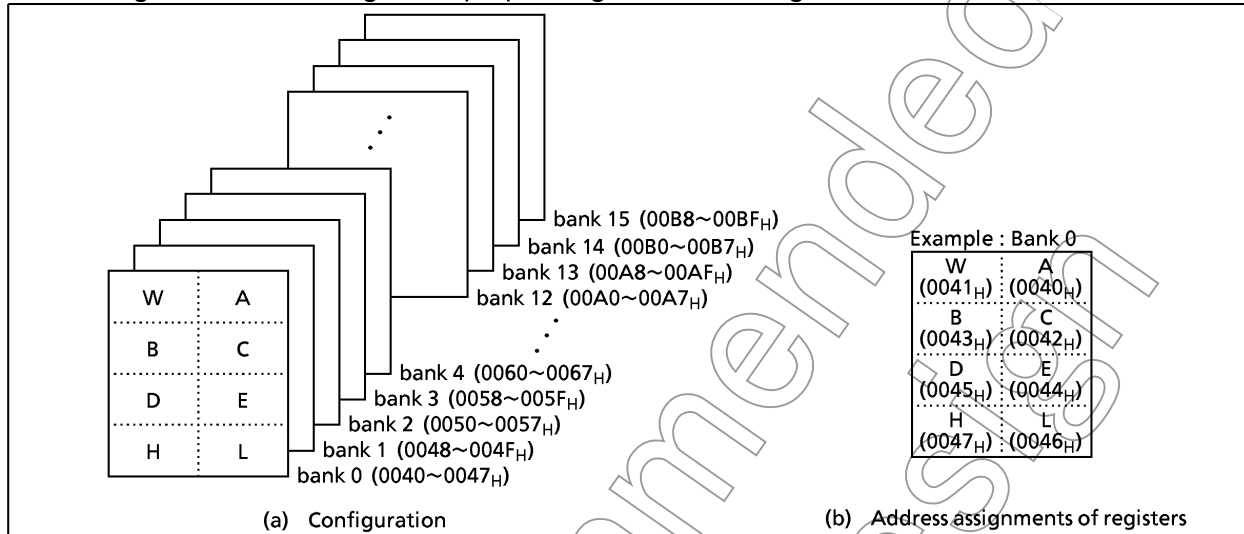 bank 15 (00B8~00BFH)
bank 14 (00B0~00B7H)
bank 13 (00A8~00AFH)
bank 12 (00A0~00A7H)
bank 4 (0060~0067H)
bank 3 (0058~005FH)
bank 2 (0050~0057H)
bank 1 (0048~004FH)
bank 0 (0040~0047H)
W A
B C
D E
H L
(a) Configuration
Example : Bank 0
W A
(0041H) (0040H)
B C
(0043H) (0042H)
D E
(0045H) (0044H)
H L
(0047H) (0046H)
(b) Address assignments of registers